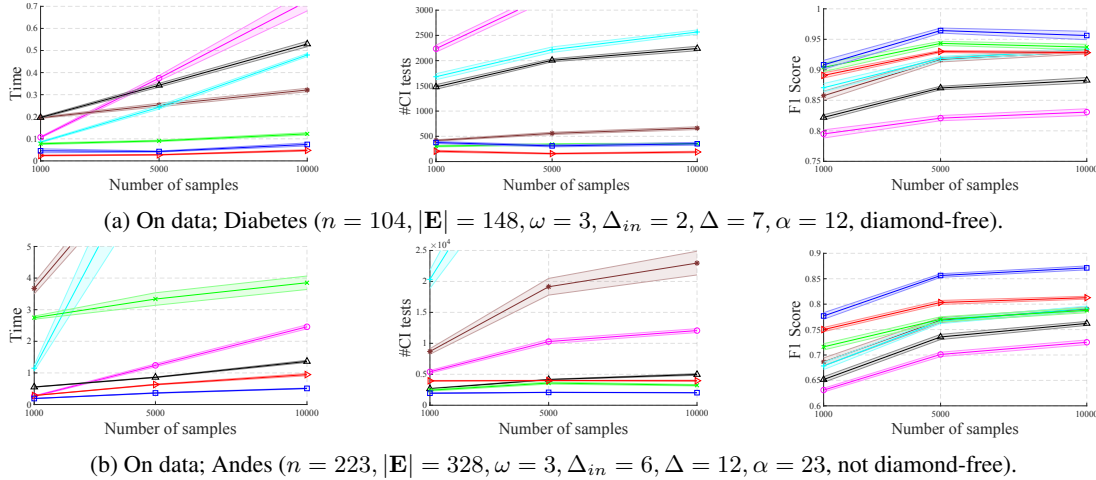 0.7
0.6
0.5
0.4
0.3
0.2
0.1
0
Time
1000 5000 10000
Number of samples
3000
2500
2000
1500
1000
500
0
#CI tests
1000 5000 10000
Number of samples
1
0.95
0.9
0.85
0.8
0.75
F1 Score
1000 5000 10000
Number of samples
(a) On data; Diabetes (n = 104, |E| = 148, ω = 3, Δ_in = 2, Δ = 7, α = 12, diamond-free).
5
4
3
2
1
0
Time
1000 5000 10000
Number of samples
2.5 ×10^4
2
1.5
1
0.5
0
#CI tests
1000 5000 10000
Number of samples
0.9
0.85
0.8
0.75
0.7
0.65
0.6
F1 Score
1000 5000 10000
Number of samples
(b) On data; Andes (n = 223, |E| = 328, ω = 3, Δ_in = 6, Δ = 12, α = 23, not diamond-free).